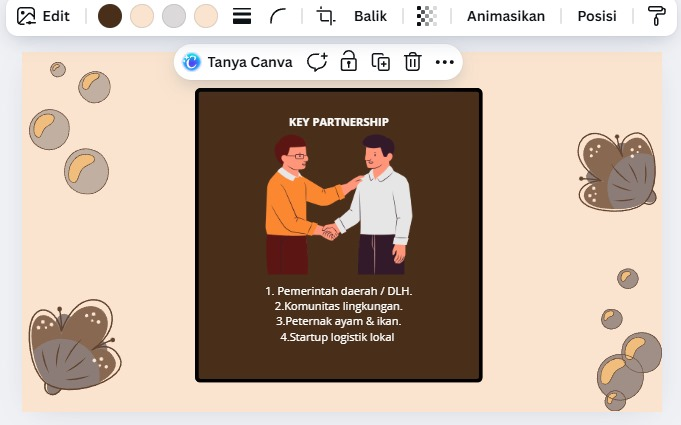 Edit
Balik
Animasikan
Posisi
Tanya Canva
KEY PARTNERSHIP
1. Pemerintah daerah / DLH.
2.Komunitas lingkungan.
3.Peternak ayam & ikan.
4.Startup logistik lokal